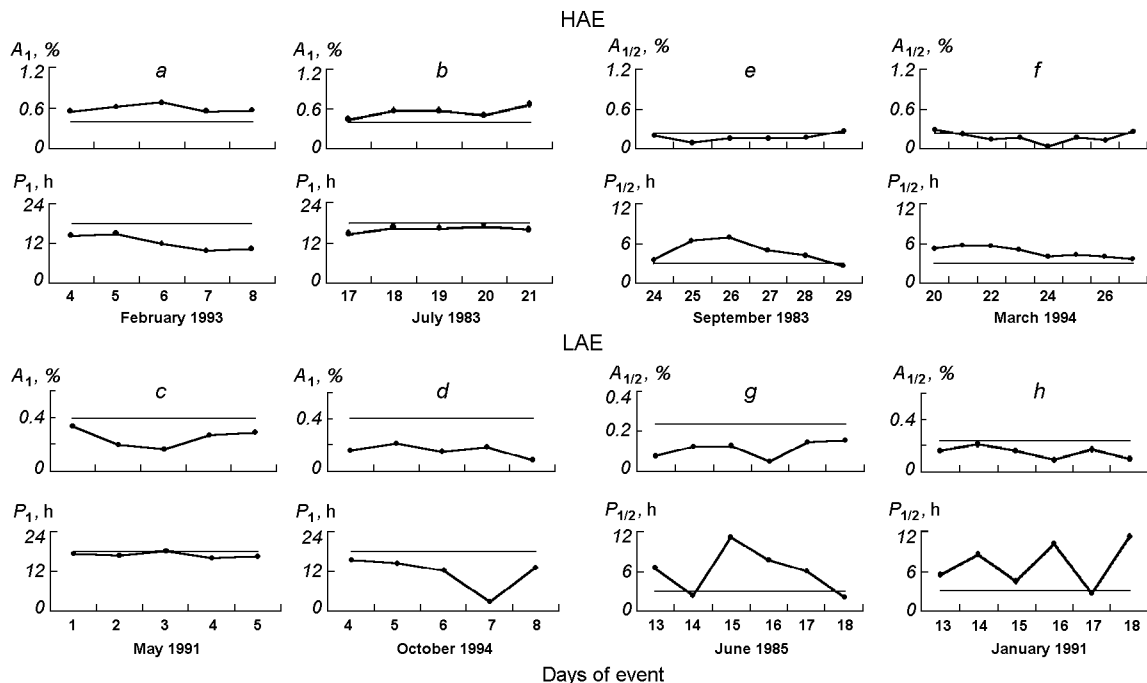 HAE
A1, %
1.2
0.6
0
a
A1, %
1.2
0.6
0
b
A1/2, %
1.2
0.6
0
e
A1/2, %
1.2
0.6
0
f
P1, h
24
12
0
4 5 6 7 8
February 1993
P1, h
24
12
0
17 18 19 20 21
July 1983
P1/2, h
12
6
0
24 25 26 27 28 29
September 1983
P1/2, h
12
6
0
20 22 24 26
March 1994
LAE
A1, %
0.4
0
c
A1, %
0.4
0
d
A1/2, %
0.4
0.2
0
g
A1/2, %
0.4
0
h
P1, h
24
12
0
1 2 3 4 5
May 1991
P1, h
24
12
0
4 5 6 7 8
October 1994
P1/2, h
12
6
0
13 14 15 16 17 18
June 1985
P1/2, h
12
6
0
13 14 15 16 17 18
January 1991
Days of event